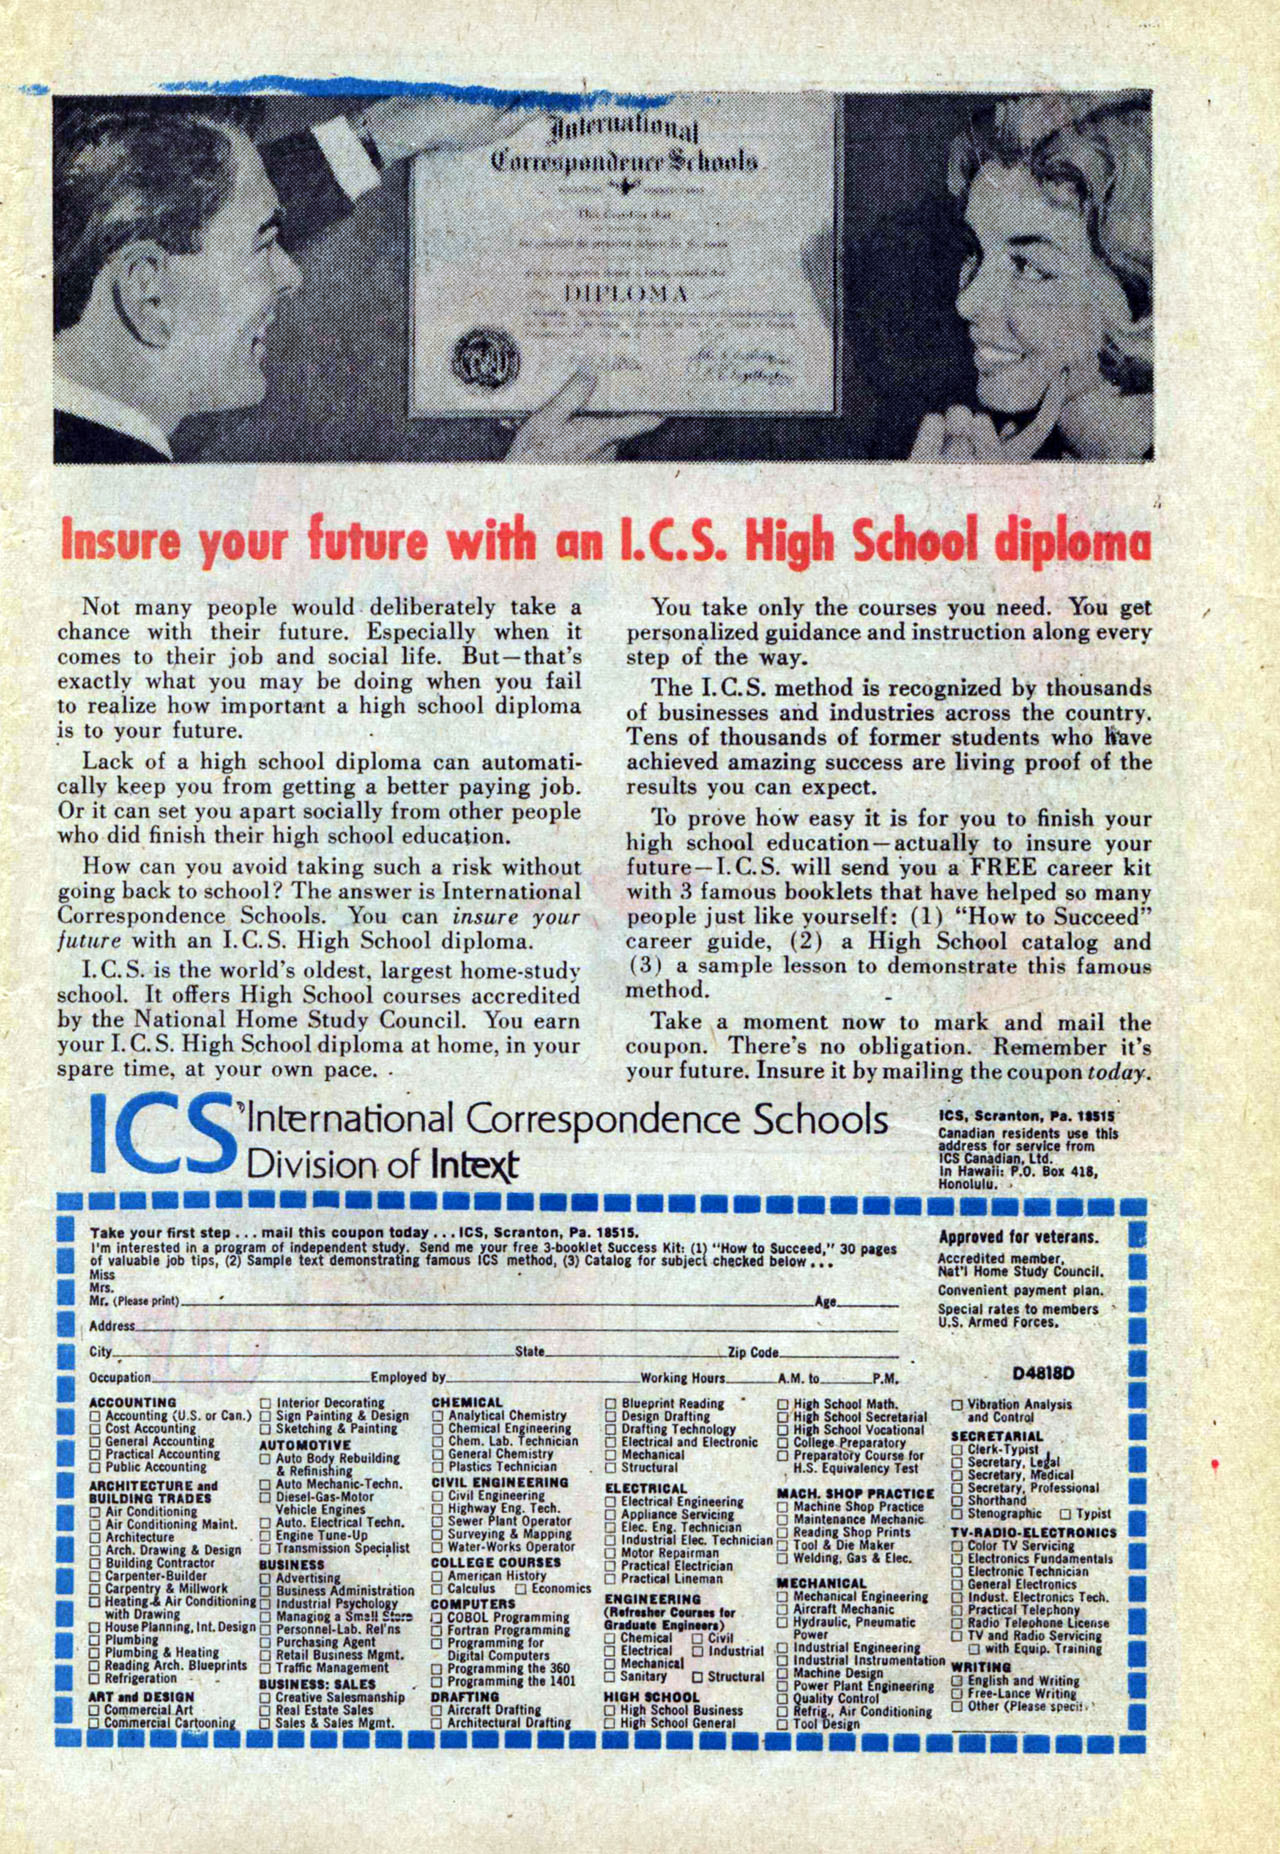 International
Correspondence Schools
DIPLOMA
Insure your future with an I.C.S. High School diploma
Not many people would deliberately take a
chance with their future. Especially when it
comes to their job and social life. But—that's
exactly what you may be doing when you fail
to realize how important a high school diploma
is to your future.
Lack of a high school diploma can automati-
cally keep you from getting a better paying job.
Or it can set you apart socially from other people
who did finish their high school education.
How can you avoid taking such a risk without
going back to school? The answer is International
Correspondence Schools. You can insure your
future with an I.C.S. High School diploma.
I.C.S. is the world's oldest, largest home-study
school. It offers High School courses accredited
by the National Home Study Council. You earn
your I.C.S. High School diploma at home, in your
spare time, at your own pace.
You take only the courses you need. You get
personalized guidance and instruction along every
step of the way.
The I.C.S. method is recognized by thousands
of businesses and industries across the country.
Tens of thousands of former students who have
achieved amazing success are living proof of the
results you can expect.
To prove how easy it is for you to finish your
high school education—actually to insure your
future—I.C.S. will send you a FREE career kit
with 3 famous booklets that have helped so many
people just like yourself: (1) "How to Succeed"
career guide, (2) a High School catalog and
(3) a sample lesson to demonstrate this famous
method.
Take a moment now to mark and mail the
coupon. There's no obligation. Remember it's
your future. Insure it by mailing the coupon today.
ICS International Correspondence Schools
Division of Intext
ICS, Scranton, Pa. 18515
Canadian residents use this
address for service from
ICS Canadian, Ltd.
In Hawaii: P.O. Box 418,
Honolulu.
Take your first step . . . mail this coupon today . . . ICS, Scranton, Pa. 18515.
I'm interested in a program of independent study. Send me your free 3-booklet Success Kit: (1) "How to Succeed," 30 pages
of valuable job tips, (2) Sample text demonstrating famous ICS method, (3) Catalog for subject checked below . . .
Miss
Mrs.
Mr. (Please print) Age
Address
City State Zip Code
Occupation Employed by Working Hours A.M. to P.M.
Approved for veterans.
Accredited member,
Nat'l Home Study Council.
Convenient payment plan.
Special rates to members
U.S. Armed Forces.
D4818D
ACCOUNTING
Accounting (U.S. or Can.)
Cost Accounting
General Accounting
Practical Accounting
Public Accounting
ARCHITECTURE and
BUILDING TRADES
Air Conditioning
Air Conditioning Maint.
Architecture
Arch. Drawing & Design
Building Contractor
Carpenter-Builder
Carpentry & Millwork
Heating & Air Conditioning
with Drawing
House Planning, Int. Design
Plumbing
Plumbing & Heating
Reading Arch. Blueprints
Refrigeration
ART and DESIGN
Commercial Art
Commercial Cartooning
Interior Decorating
Sign Painting & Design
Sketching & Painting
AUTOMOTIVE
Auto Body Rebuilding
& Refinishing
Auto Mechanic-Techn.
Diesel-Gas-Motor
Vehicle Engines
Auto. Electrical Techn.
Engine Tune-Up
Transmission Specialist
BUSINESS
Advertising
Business Administration
Industrial Psychology
Managing a Small Store
Personnel-Lab. Rel'ns
Purchasing Agent
Retail Business Mgmt.
Traffic Management
BUSINESS: SALES
Creative Salesmanship
Real Estate Sales
Sales & Sales Mgmt.
CHEMICAL
Analytical Chemistry
Chemical Engineering
Chem. Lab. Technician
General Chemistry
Plastics Technician
CIVIL ENGINEERING
Civil Engineering
Highway Eng. Tech.
Sewer Plant Operator
Surveying & Mapping
Water-Works Operator
COLLEGE COURSES
American History
Calculus Economics
COMPUTERS
COBOL Programming
Fortran Programming
Programming for
Digital Computers
Programming the 360
Programming the 1401
DRAFTING
Aircraft Drafting
Architectural Drafting
Blueprint Reading
Design Drafting
Drafting Technology
Electrical and Electronic
Mechanical
Structural
ELECTRICAL
Electrical Engineering
Appliance Servicing
Elec. Eng. Technician
Industrial Elec. Technician
Motor Repairman
Practical Electrician
Practical Lineman
ENGINEERING
(Refresher Courses for
Graduate Engineers)
Chemical Civil
Electrical Industrial
Mechanical
Sanitary Structural
HIGH SCHOOL
High School Business
High School General
High School Math.
High School Secretarial
High School Vocational
College Preparatory
Preparatory Course for
H.S. Equivalency Test
MACH. SHOP PRACTICE
Machine Shop Practice
Maintenance Mechanic
Reading Shop Prints
Tool & Die Maker
Welding, Gas & Elec.
MECHANICAL
Mechanical Engineering
Aircraft Mechanic
Hydraulic, Pneumatic
Power
Industrial Engineering
Industrial Instrumentation
Machine Design
Power Plant Engineering
Quality Control
Refrig., Air Conditioning
Tool Design
Vibration Analysis
and Control
SECRETARIAL
Clerk-Typist
Secretary, Legal
Secretary, Medical
Secretary, Professional
Shorthand
Stenographic Typist
TV-RADIO-ELECTRONICS
Color TV Servicing
Electronics Fundamentals
Electronic Technician
General Electronics
Indust. Electronics Tech.
Practical Telephony
Radio Telephone License
TV and Radio Servicing
with Equip. Training
WRITING
English and Writing
Free-Lance Writing
Other (Please